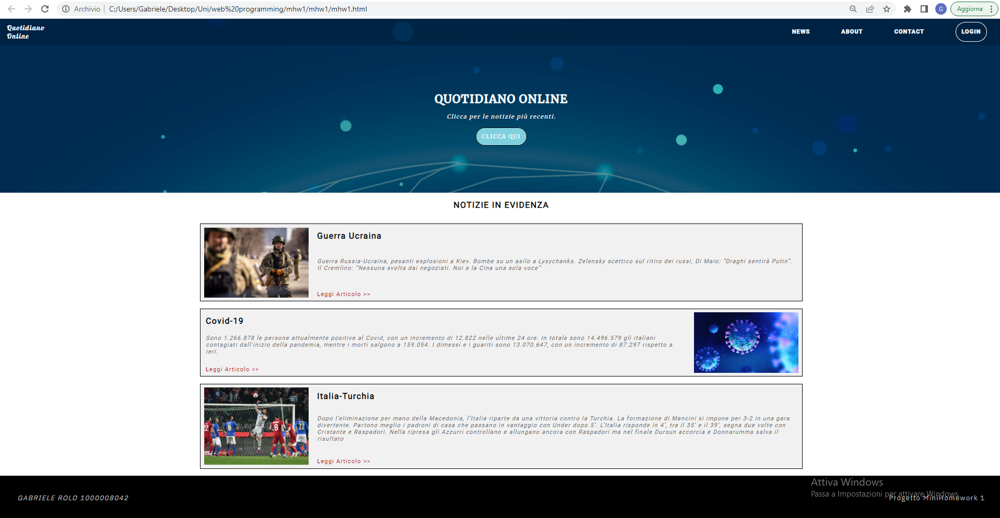 Archivio | C:/Users/Gabriele/Desktop/Uni/web%20programming/mhw1/mhw1/mhw1.html
G
Aggiorna
Quotidiano
Online
NEWS
ABOUT
CONTACT
LOGIN
QUOTIDIANO ONLINE
Clicca per le notizie più recenti.
CLICCA QUI
NOTIZIE IN EVIDENZA
Guerra Ucraina
Guerra Russia-Ucraina, pesanti esplosioni a Kiev. Bombe su un asilo a Lysychanks. Zelensky scettico sul ritiro dei russi, Di Maio: “Draghi sentirà Putin”.
Il Cremlino: “Nessuna svolta dai negoziati. Noi e la Cina una sola voce”
Leggi Articolo >>
Covid-19
Sono 1.266.878 le persone attualmente positive al Covid, con un incremento di 12.822 nelle ultime 24 ore. In totale sono 14.496.579 gli italiani
contagiati dall'inizio della pandemia, mentre i morti salgono a 159.054. I dimessi e i guariti sono 13.070.647, con un incremento di 87.297 rispetto a
ieri.
Leggi Articolo >>
Italia-Turchia
Dopo l'eliminazione per mano della Macedonia, l’Italia riparte da una vittoria contro la Turchia. La formazione di Mancini si impone per 3-2 in una gara
divertente. Partono meglio i padroni di casa che passano in vantaggio con Under dopo 5’. L’Italia risponde in 4’, tra il 35’ e il 39’, segna due volte con
Cristante e Raspadori. Nella ripresa gli Azzurri controllano e allungano ancora con Raspadori ma nel finale Dursun accorcia e Donnarumma salva il
risultato
Leggi Articolo >>
22
16
8
22
Attiva Windows
Passa a Impostazioni per attivare Windows.
GABRIELE ROLO 1000008042
Progetto MiniHomework 1